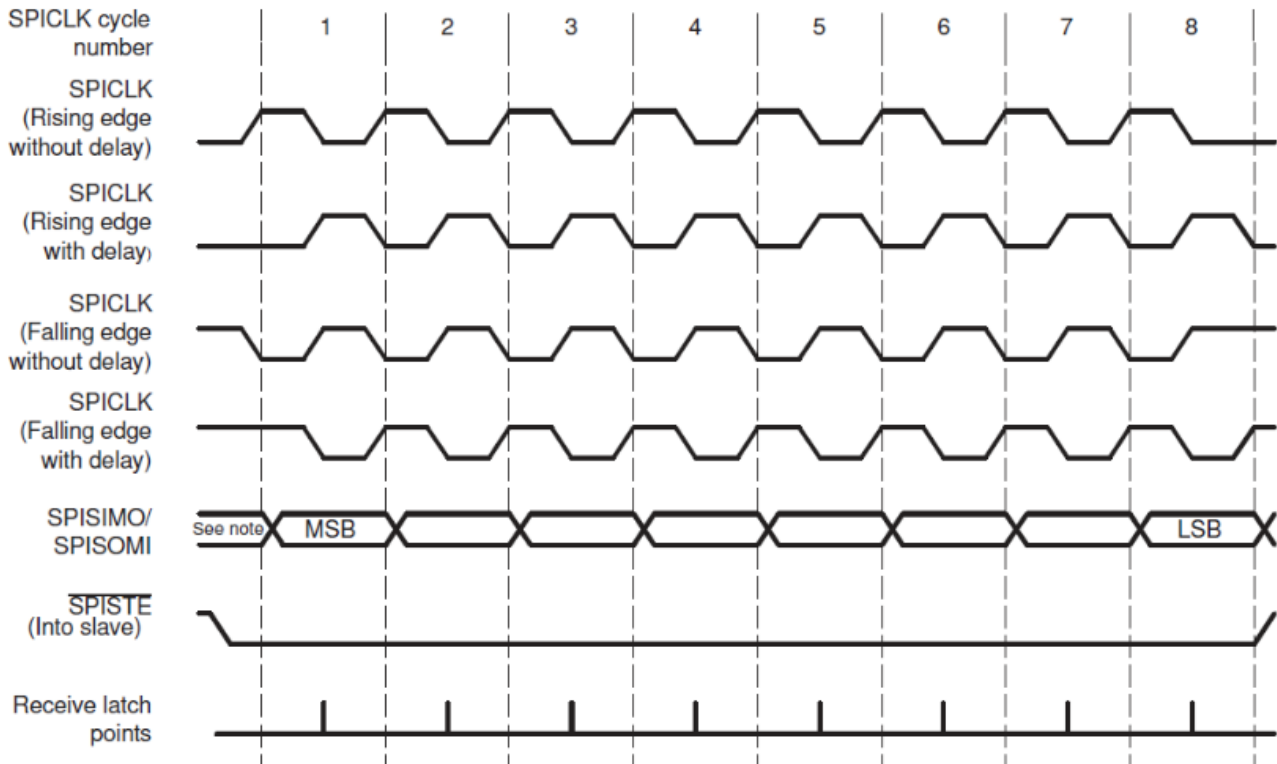 SPICLK cycle
number
1 2 3 4 5 6 7 8
SPICLK
(Rising edge
without delay)
SPICLK
(Rising edge
with delay)
SPICLK
(Falling edge
without delay)
SPICLK
(Falling edge
with delay)
SPISIMO/
SPISOMI
See note
MSB
LSB
SPISTE
(Into slave)
Receive latch
points